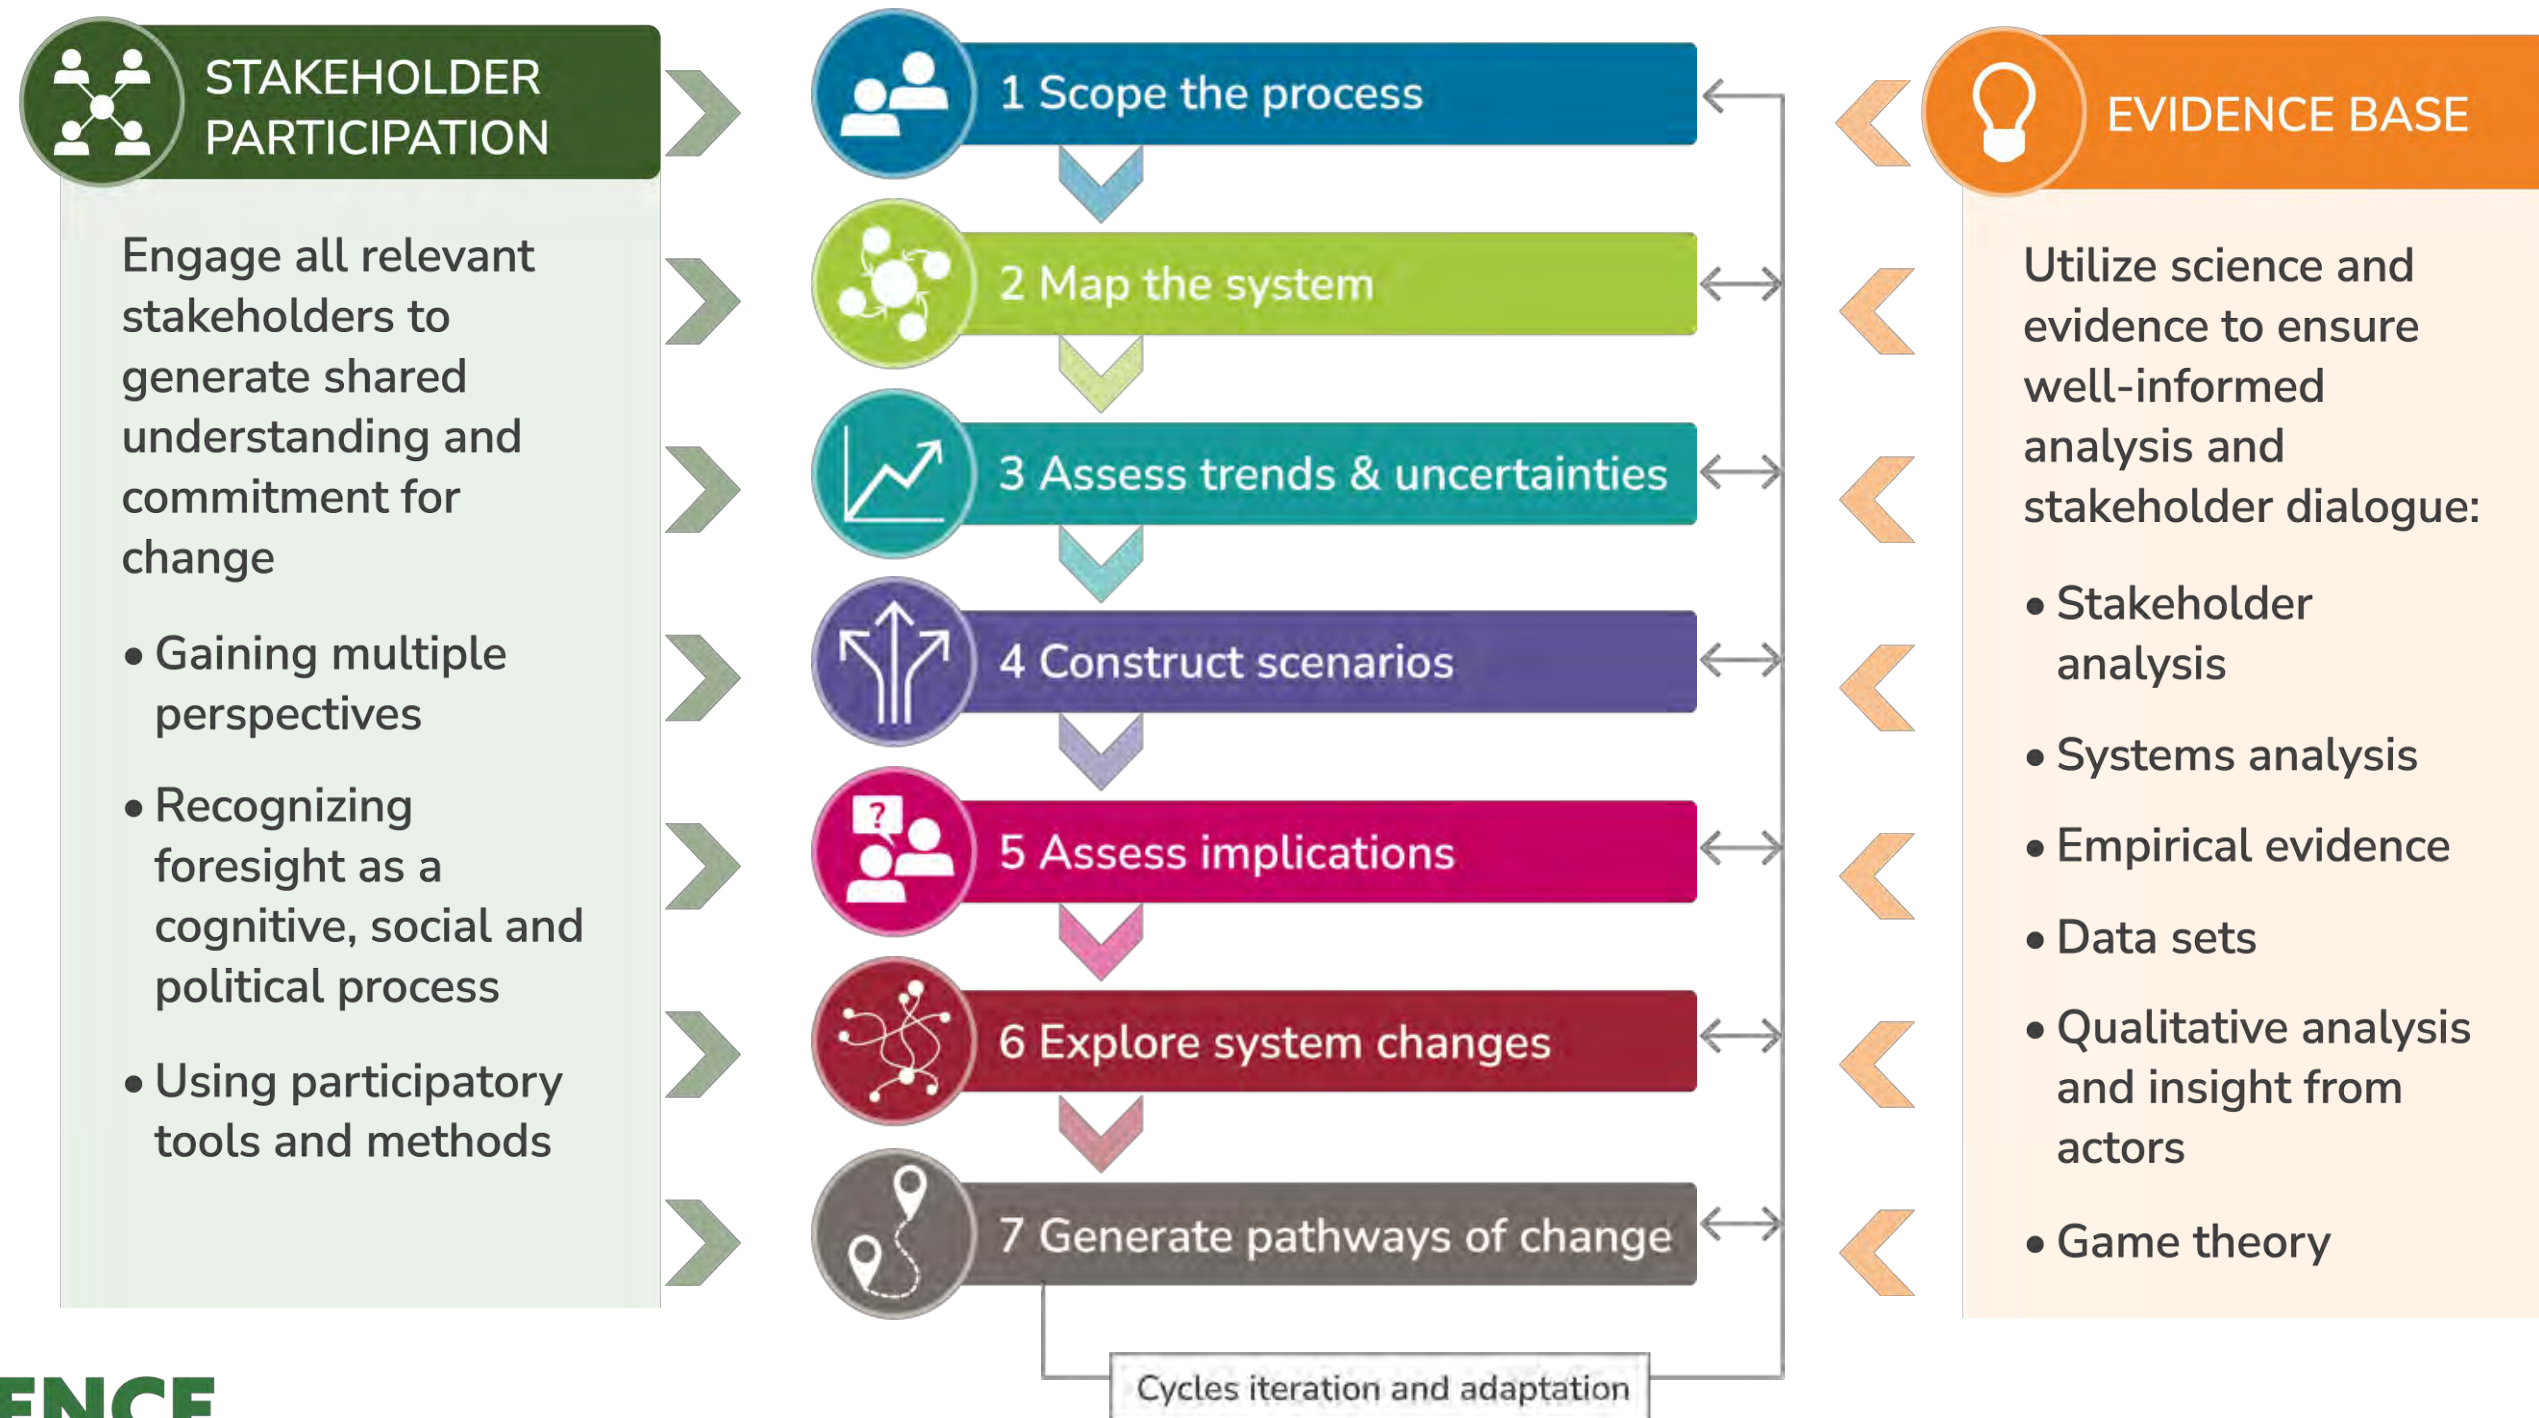 STAKEHOLDER
PARTICIPATION
Engage all relevant
stakeholders to
generate shared
understanding and
commitment for
change
• Gaining multiple
perspectives
• Recognizing
foresight as a
cognitive, social and
political process
• Using participatory
tools and methods
1 Scope the process
2 Map the system
3 Assess trends & uncertainties
4 Construct scenarios
?
5 Assess implications
6 Explore system changes
7 Generate pathways of change
Cycles iteration and adaptation
EVIDENCE BASE
Utilize science and
evidence to ensure
well-informed
analysis and
stakeholder dialogue:
• Stakeholder
analysis
• Systems analysis
• Empirical evidence
• Data sets
• Qualitative analysis
and insight from
actors
• Game theory
ENCE